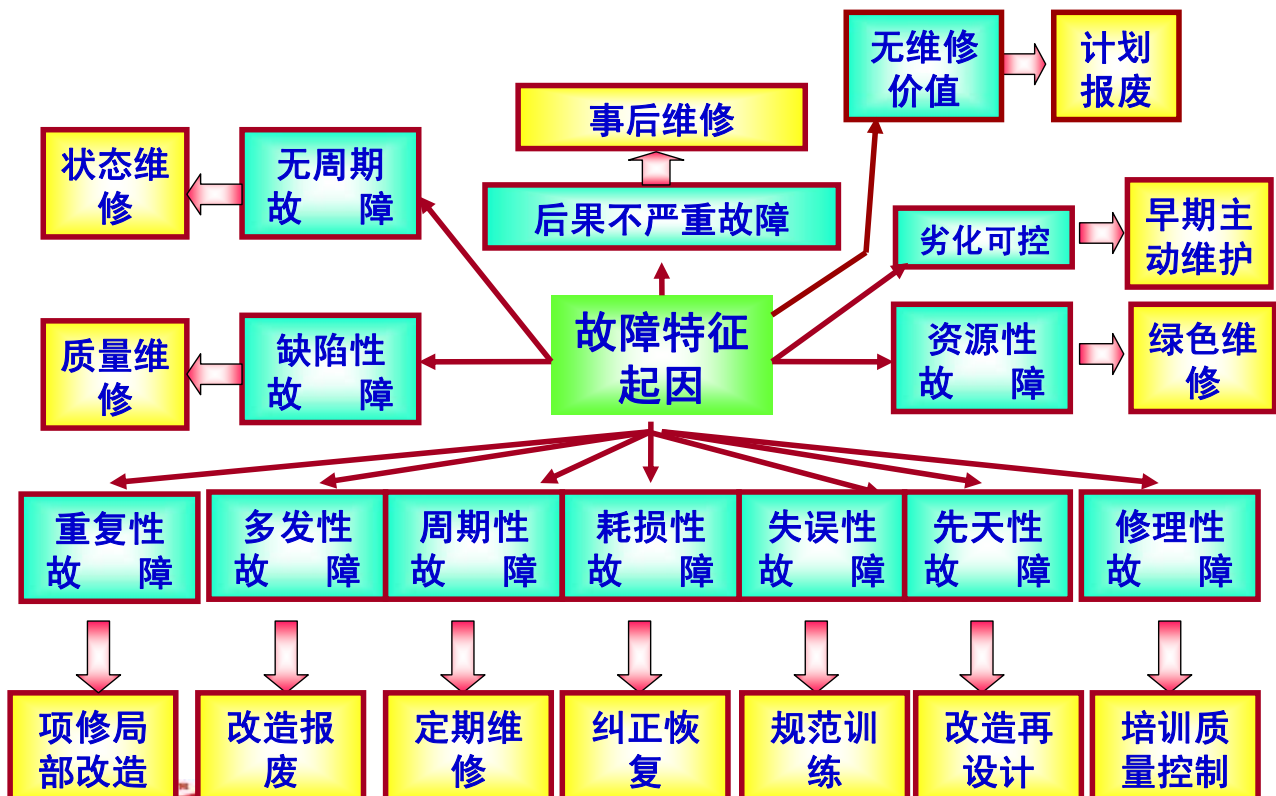 无维修
价值
计划
报废
事后维修
状态维
修
无周期
故 障
后果不严重故障
劣化可控
早期主
动维护
故障特征
起因
质量维
修
缺陷性
故 障
资源性
故 障
绿色维
修
重复性
故 障
多发性
故 障
周期性
故 障
耗损性
故 障
失误性
故 障
先天性
故 障
修理性
故 障
项修局
部改造
改造报
废
定期维
修
纠正恢
复
规范训
练
改造再
设计
培训质
量控制